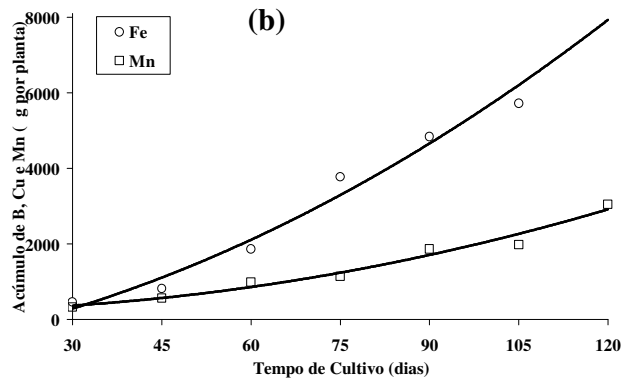 (b)
Fe
Mn
Acúmulo de B, Cu e Mn ( g por planta)
8000
6000
4000
2000
0
30 45 60 75 90 105 120
Tempo de Cultivo (dias)